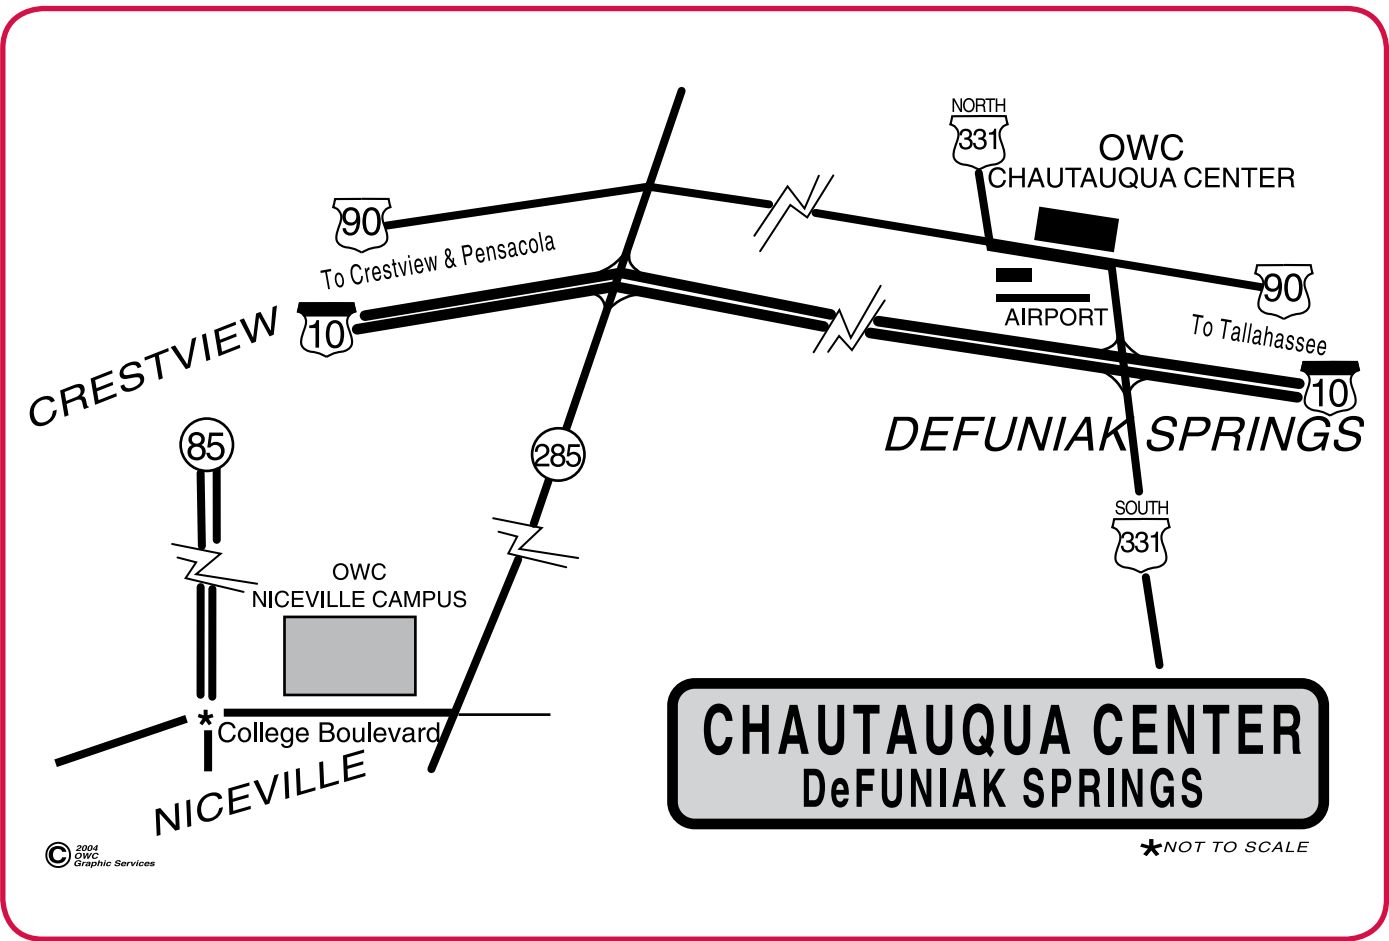 NORTH
331
OWC
CHAUTAUQUA CENTER
90
To Crestview & Pensacola
90
AIRPORT
To Tallahassee
CRESTVIEW
10
10
DEFUNIAK SPRINGS
85
285
SOUTH
331
OWC
NICEVILLE CAMPUS
*
College Boulevard
NICEVILLE
CHAUTAUQUA CENTER
DeFUNIAK SPRINGS
© 2004
OWC
Graphic Services
*NOT TO SCALE